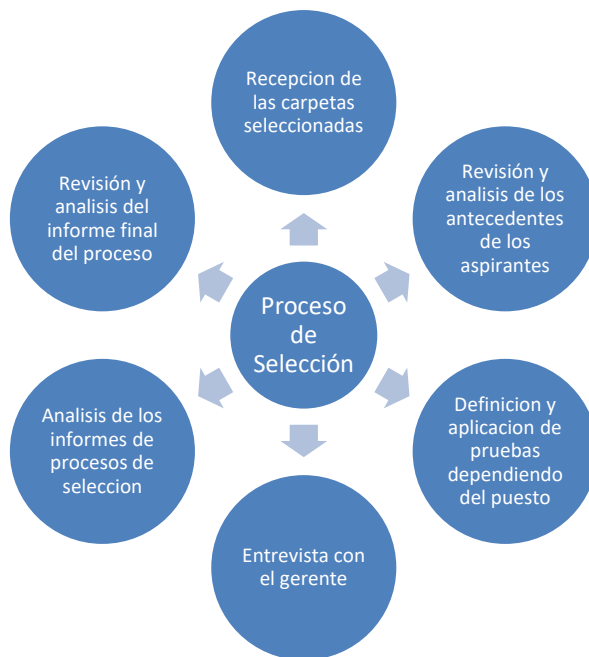 Recepcion de
las carpetas
seleccionadas
Revisión y
analisis de los
antecedentes
de los
aspirantes
Definicion y
aplicacion de
pruebas
dependiendo
del puesto
Entrevista con
el gerente
Analisis de los
informes de
procesos de
seleccion
Revisión y
analisis del
informe final
del proceso
Proceso
de
Selección